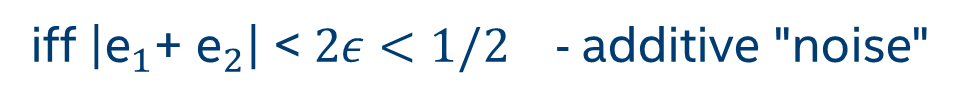 iff |e₁+ e₂| < 2ϵ < 1/2 - additive "noise"